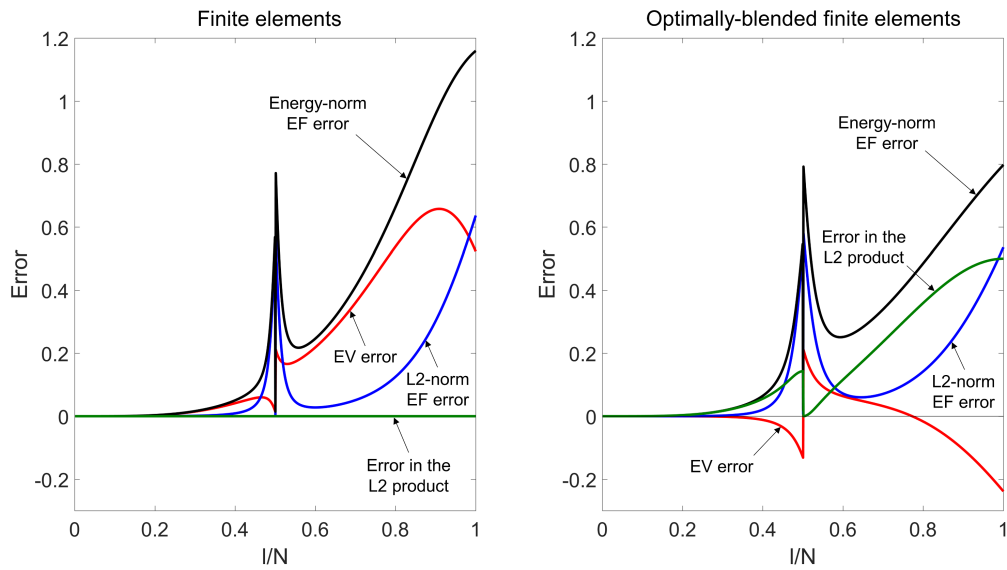 Finite elements
1.2
1
0.8
0.6
0.4
0.2
0
-0.2
Error
0
0.2
0.4
0.6
0.8
1
l/N
Energy-norm
EF error
EV error
L2-norm
EF error
Error in the
L2 product
Optimally-blended finite elements
1.2
1
0.8
0.6
0.4
0.2
0
-0.2
Error
0
0.2
0.4
0.6
0.8
1
l/N
Energy-norm
EF error
Error in the
L2 product
L2-norm
EF error
EV error